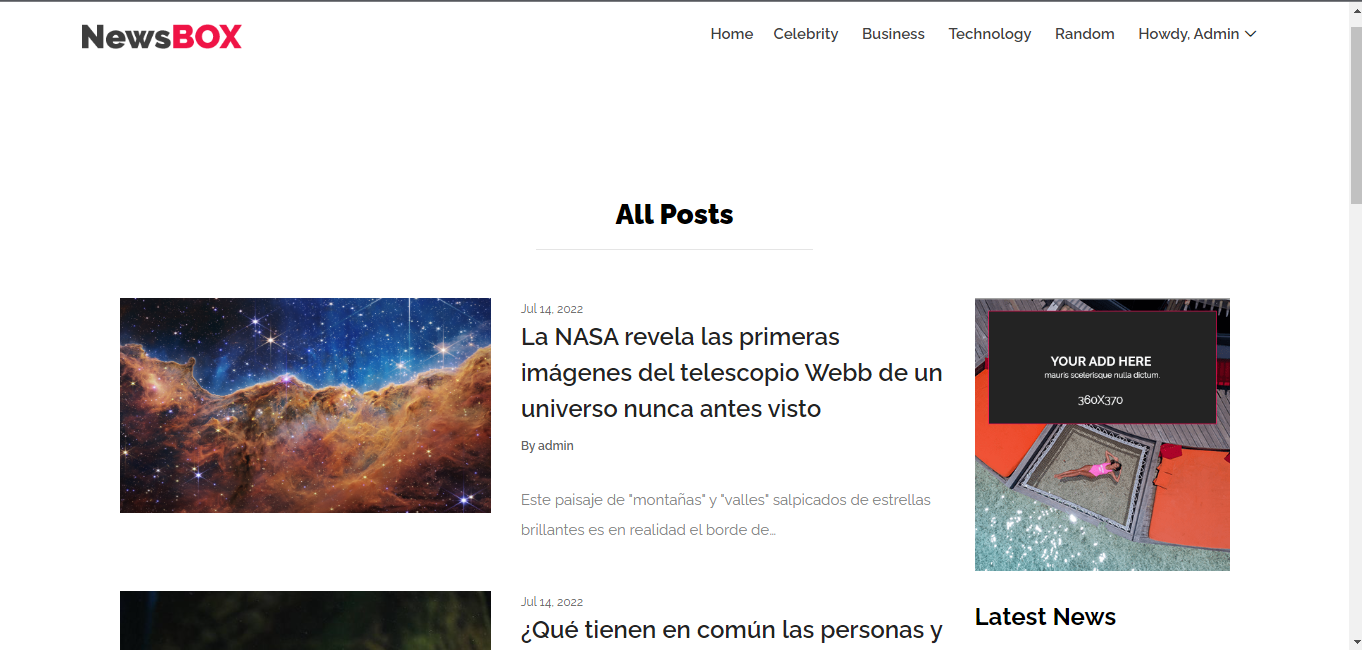 NewsBOX
Home Celebrity Business Technology Random Howdy, Admin
All Posts
Jul 14, 2022
La NASA revela las primeras
imágenes del telescopio Webb de un
universo nunca antes visto
By admin
Este paisaje de "montañas" y "valles" salpicados de estrellas
brillantes es en realidad el borde de...
YOUR ADD HERE
mauris scelerisque nulla dictum.
360X370
Jul 14, 2022
¿Qué tienen en común las personas y
Latest News